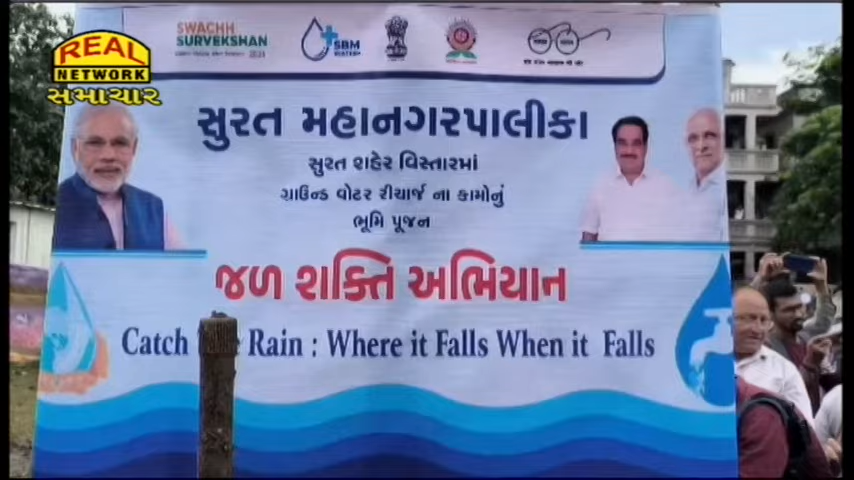 REAL
NETWORK
સમાચાર
SWACHH
SURVEKSHAN
SBM
સુરત મહાનગરપાલીકા
સુરત શહેર વિસ્તારમાં
ગ્રાઉન્ડ વોટર રીચાર્જ ના કામોનું
ભૂમિ પૂજન
જળ શક્તિ અભિયાન
Catch Rain : Where it Falls When it Falls